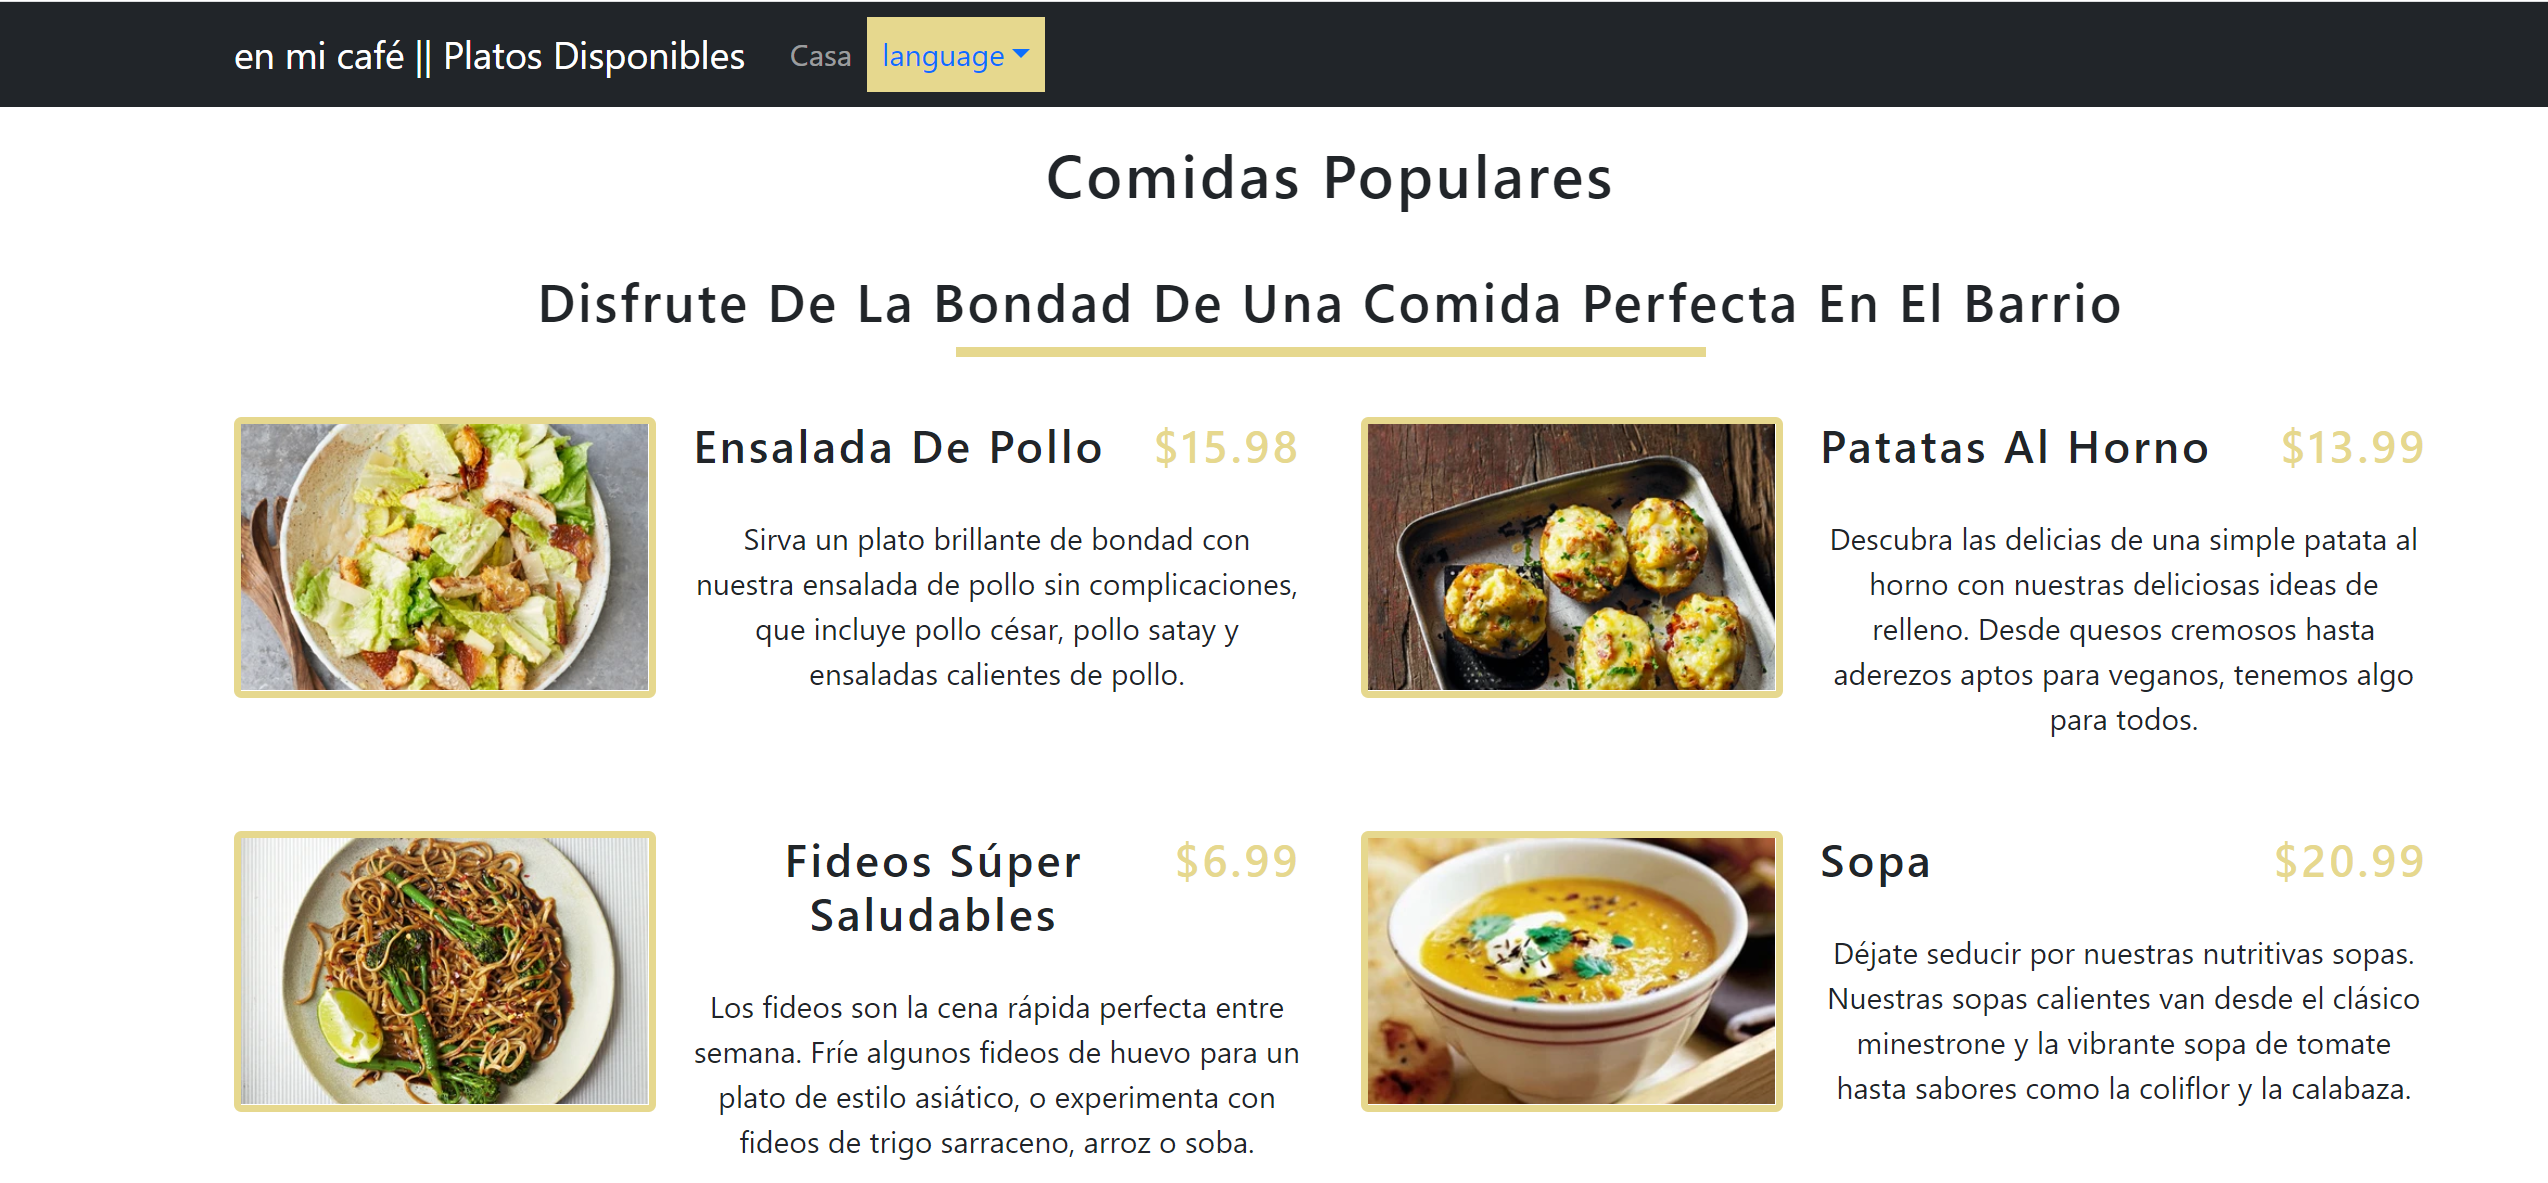 en mi café || Platos Disponibles
Casa
language
Comidas Populares
Disfrute De La Bondad De Una Comida Perfecta En El Barrio
Ensalada De Pollo
$15.98
Sirva un plato brillante de bondad con
nuestra ensalada de pollo sin complicaciones,
que incluye pollo césar, pollo satay y
ensaladas calientes de pollo.
Patatas Al Horno
$13.99
Descubra las delicias de una simple patata al
horno con nuestras deliciosas ideas de
relleno. Desde quesos cremosos hasta
aderezos aptos para veganos, tenemos algo
para todos.
Fideos Súper
Saludables
$6.99
Los fideos son la cena rápida perfecta entre
semana. Fríe algunos fideos de huevo para un
plato de estilo asiático, o experimenta con
fideos de trigo sarraceno, arroz o soba.
Sopa
$20.99
Déjate seducir por nuestras nutritivas sopas.
Nuestras sopas calientes van desde el clásico
minestrone y la vibrante sopa de tomate
hasta sabores como la coliflor y la calabaza.